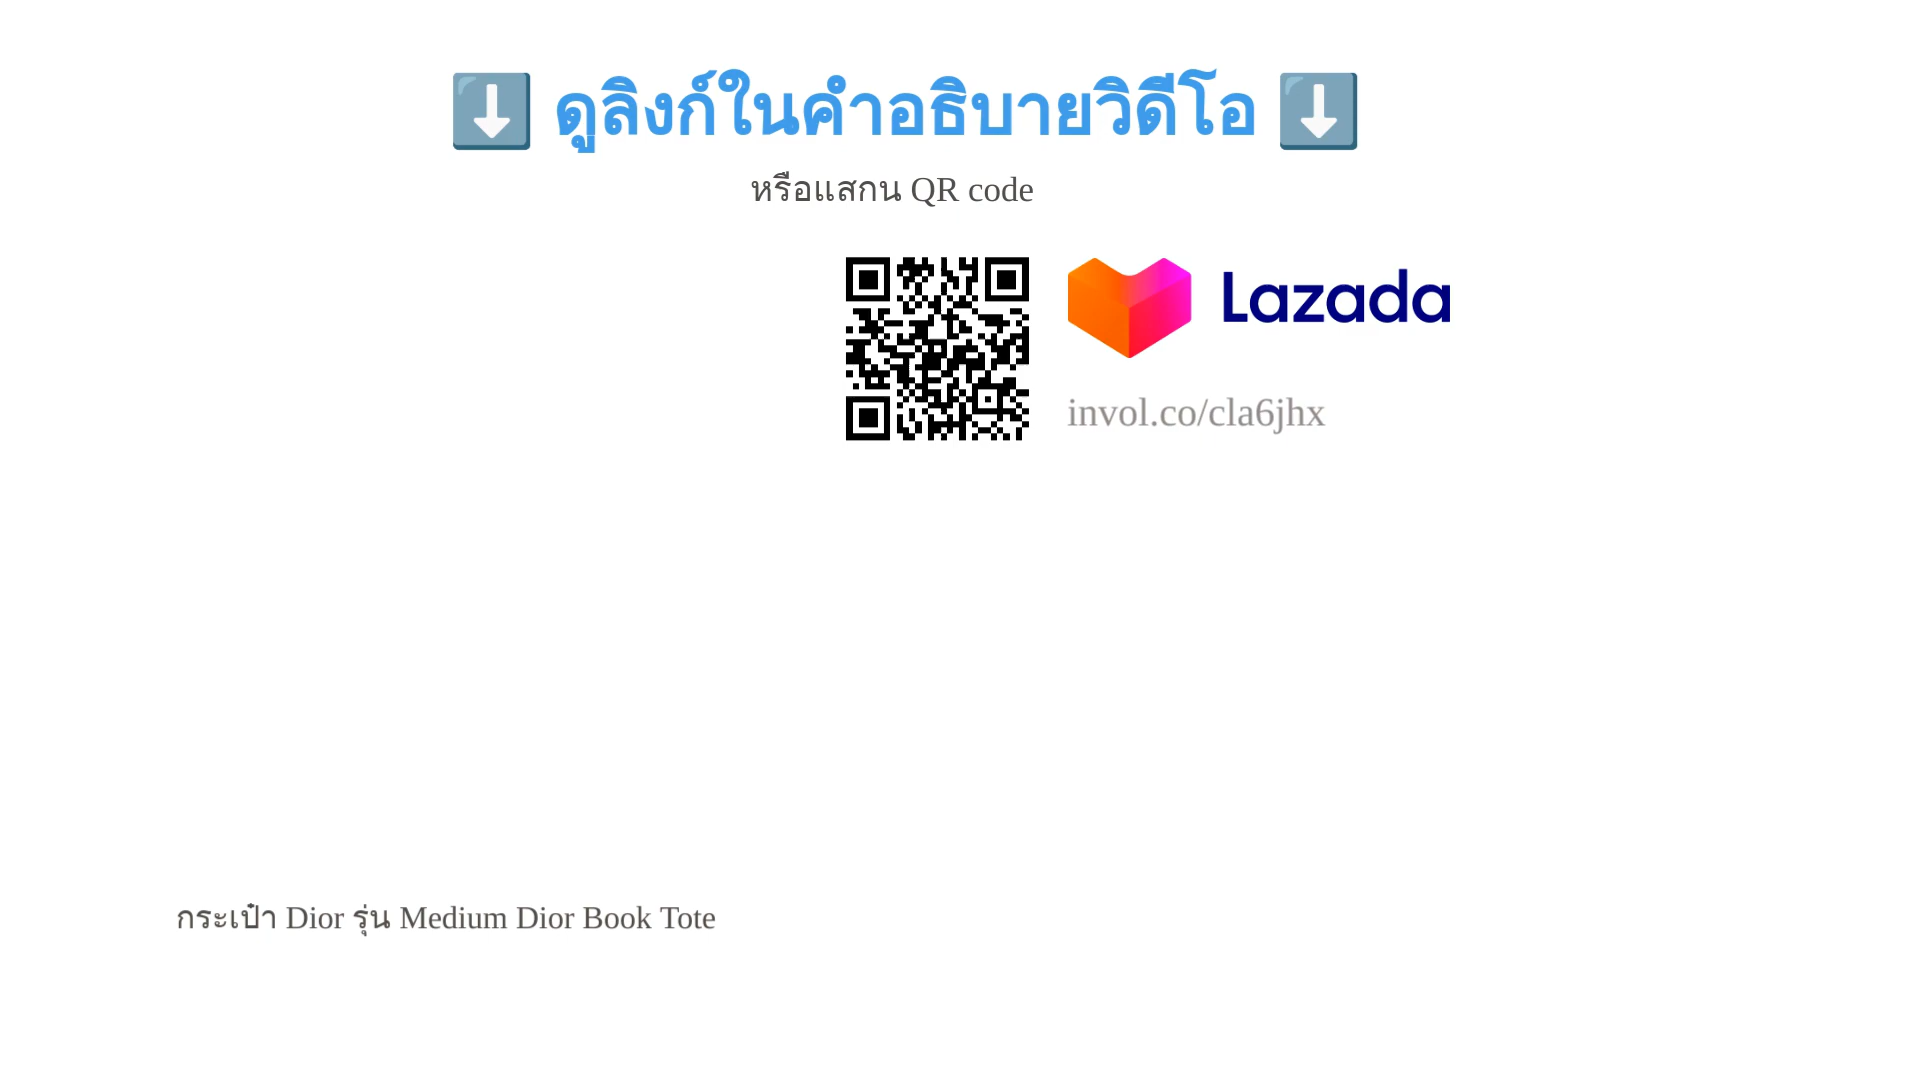 ⬇️ ดูลิงก์ในคำอธิบายวิดีโอ ⬇️
หรือแสกน QR code
Lazada
invol.co/cla6jhx
กระเป๋า Dior รุ่น Medium Dior Book Tote